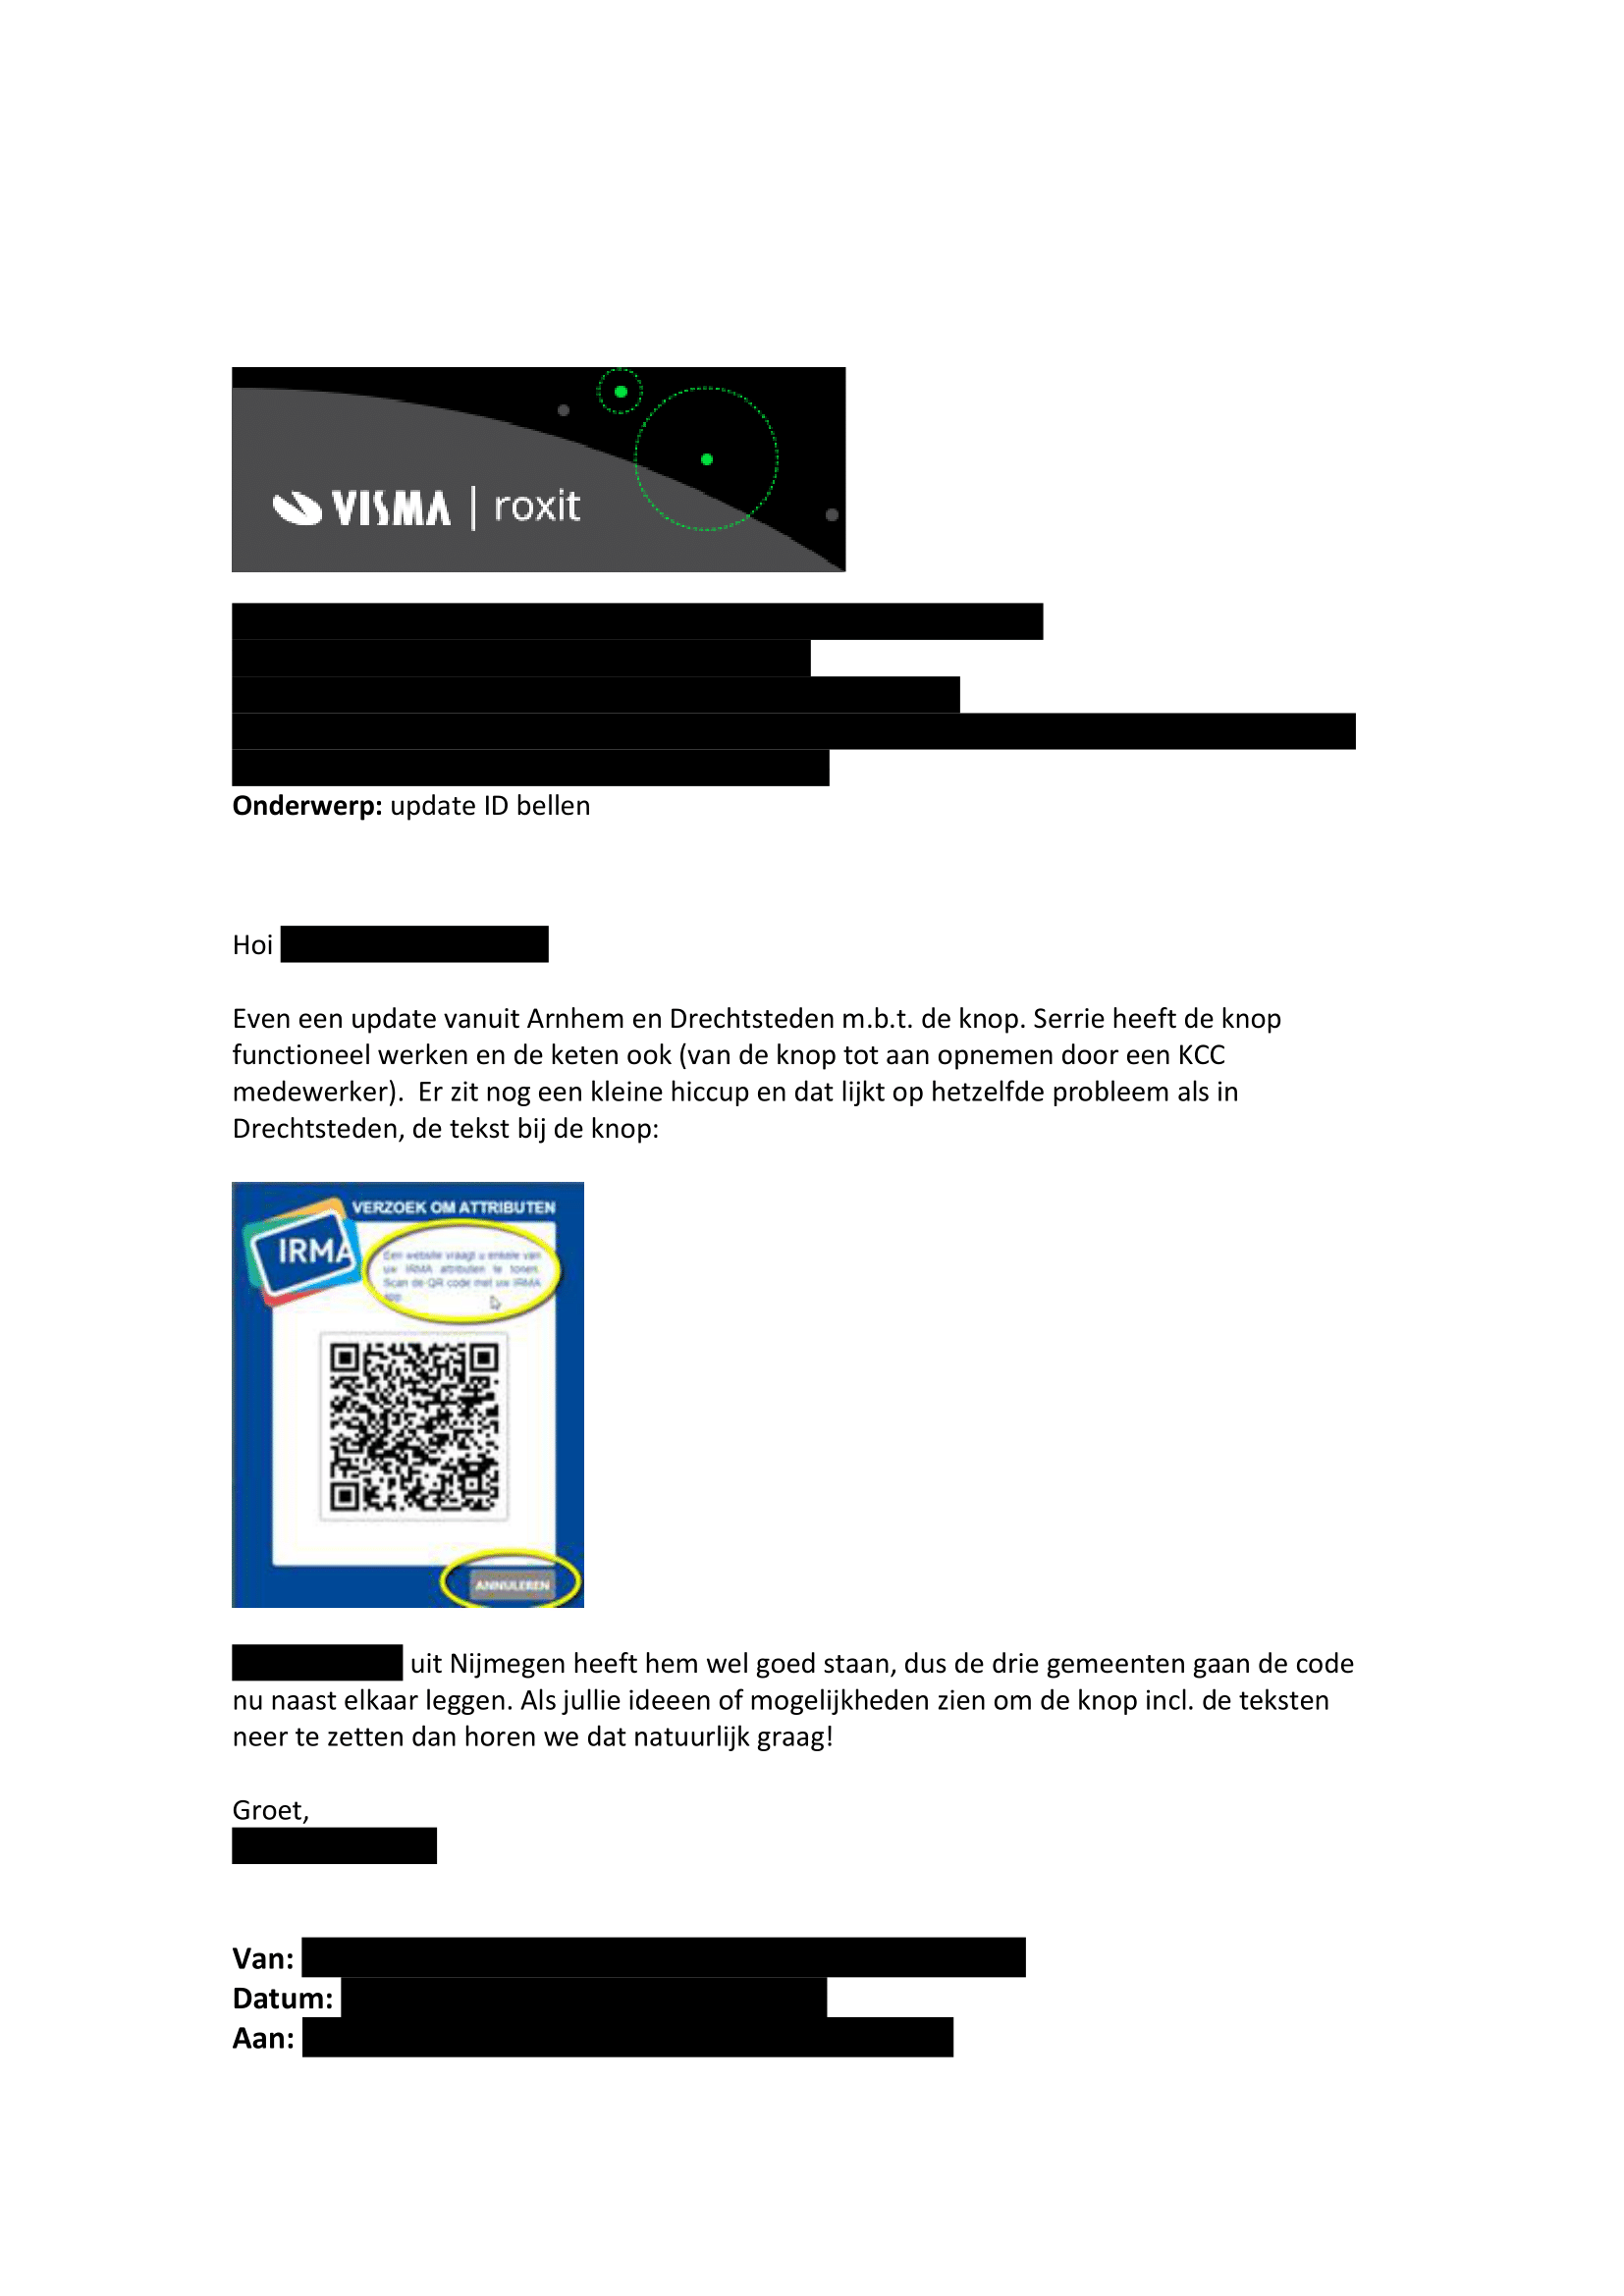 VISMA | roxit
Onderwerp: update ID bellen
Hoi
Even een update vanuit Arnhem en Drechtsteden m.b.t. de knop. Serrie heeft de knop
functioneel werken en de keten ook (van de knop tot aan opnemen door een KCC
medewerker).  Er zit nog een kleine hiccup en dat lijkt op hetzelfde probleem als in
Drechtsteden, de tekst bij de knop:
VERZOEK OM ATTRIBUTEN
IRMA
Een website vraagt u enkele van
uw IRMA attributen te tonen.
Scan de QR code met uw IRMA
app
ANNULEREN
uit Nijmegen heeft hem wel goed staan, dus de drie gemeenten gaan de code
nu naast elkaar leggen. Als jullie ideeen of mogelijkheden zien om de knop incl. de teksten
neer te zetten dan horen we dat natuurlijk graag!
Groet,
Van:
Datum:
Aan: